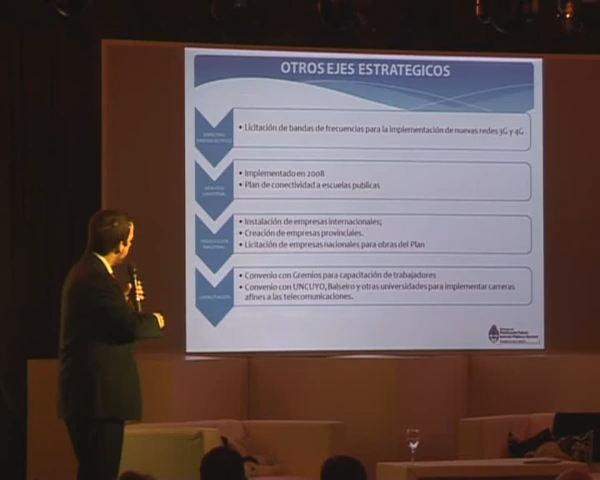 OTROS EJES ESTRATEGICOS
• Licitación de bandas de frecuencias para la implementación de nuevas redes 3G y 4G
• Implementado en 2008
• Plan de conectividad a escuelas publicas
• Instalación de empresas internacionales;
• Creación de empresas provinciales.
• Licitación de empresas nacionales para obras del Plan
CAPACITACIÓN
• Convenio con Gremios para capacitación de trabajadores
• Convenio con UNCUYO, Balseiro y otras universidades para implementar carreras
afines a las telecomunicaciones.